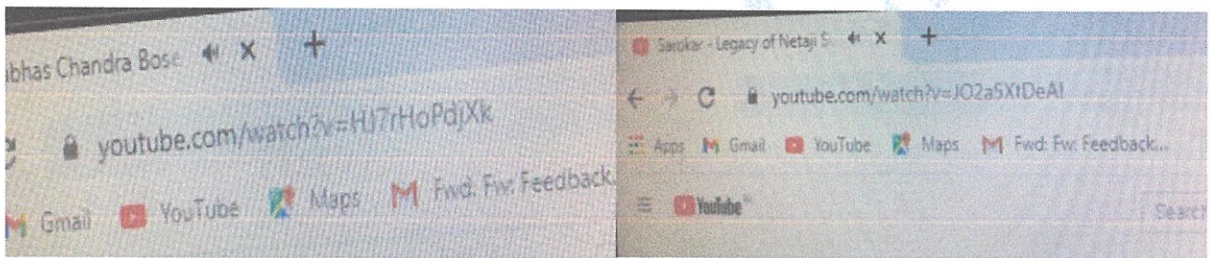 bhas Chandra Bose
youtube.com/watch?v=HJ7rHoPdjXk
Gmail YouTube Maps Fwd: Fw: Feedback.
Sarokar - Legacy of Netaji S
youtube.com/watch?v=JO2a5XtDeAI
Apps Gmail YouTube Maps Fwd: Fw: Feedback...
YouTube
Search